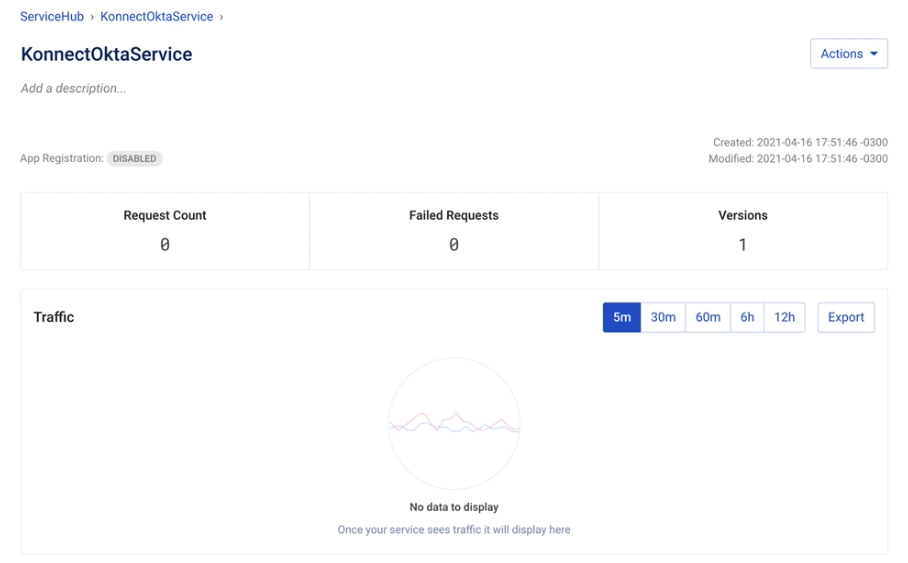 ServiceHub › KonnectOktaService ›
KonnectOktaService
Actions
Add a description...
Created: 2021-04-16 17:51:46 -0300
App Registration: DISABLED
Modified: 2021-04-16 17:51:46 -0300
Request Count
Failed Requests
Versions
0
0
1
Traffic
5m 30m 60m 6h 12h Export
No data to display
Once your service sees traffic it will display here